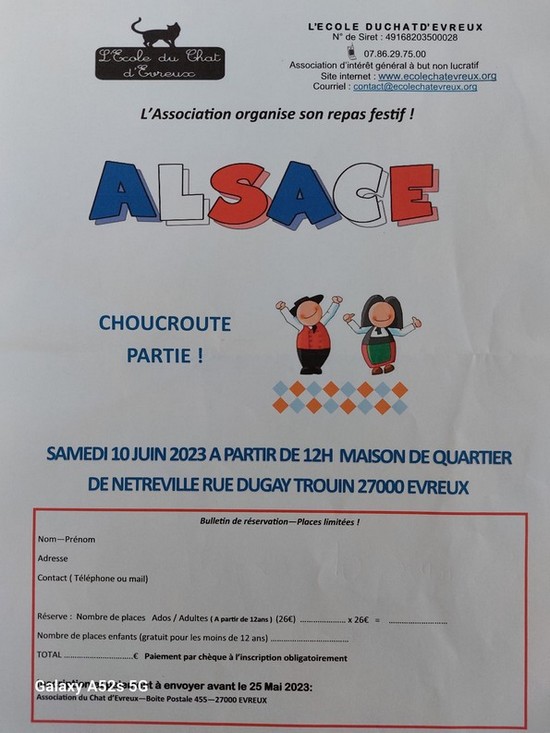 L'Ecole du Chat
d'Evreux
L'ECOLE DUCHATD'EVREUX
N° de Siret : 49168203500028
07.86.29.75.00
Association d'intérêt général à but non lucratif
Site internet : www.ecolechatevreux.org
Courriel : contact@ecolechatevreux.org
L'Association organise son repas festif !
ALSACE
CHOUCROUTE
PARTIE !
SAMEDI 10 JUIN 2023 A PARTIR DE 12H MAISON DE QUARTIER
DE NETREVILLE RUE DUGAY TROUIN 27000 EVREUX
Bulletin de réservation—Places limitées !
Nom—Prénom
Adresse
Contact ( Téléphone ou mail)
Réserve : Nombre de places Ados / Adultes ( A partir de 12ans ) (26€) ..................... x 26€ = ...........................
Nombre de places enfants (gratuit pour les moins de 12 ans) ....................................
TOTAL ................................€ Paiement par chèque à l'inscription obligatoirement
à envoyer avant le 25 Mai 2023:
Galaxy A52s 5G
Association du Chat d'Evreux—Boite Postale 455—27000 EVREUX